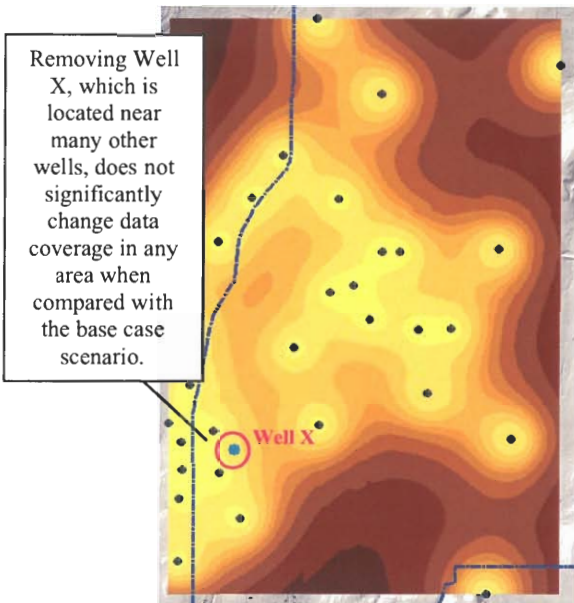 Removing Well
X, which is
located near
many other
wells, does not
significantly
change data
coverage in any
area when
compared with
the base case
scenario.
Well X